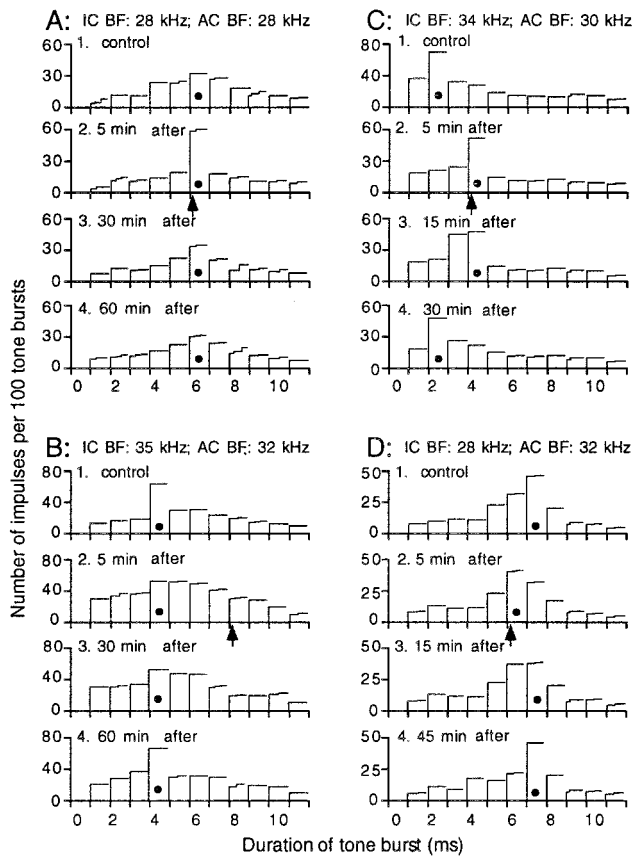 A: IC BF: 28 kHz; AC BF: 28 kHz
1. control
60
30
0
2. 5 min after
60
30
0
3. 30 min after
60
30
0
4. 60 min after
60
30
0
0 2 4 6 8 10
B: IC BF: 35 kHz; AC BF: 32 kHz
1. control
80
40
0
2. 5 min after
80
40
0
3. 30 min after
80
40
0
4. 60 min after
80
40
0
0 2 4 6 8 10
C: IC BF: 34 kHz; AC BF: 30 kHz
1. control
80
40
0
2. 5 min after
60
30
0
3. 15 min after
60
30
0
4. 30 min after
60
30
0
0 2 4 6 8 10
D: IC BF: 28 kHz; AC BF: 32 kHz
1. control
50
25
0
2. 5 min after
50
25
0
3. 15 min after
50
25
0
4. 45 min after
50
25
0
0 2 4 6 8 10
Number of impulses per 100 tone bursts
Duration of tone burst (ms)